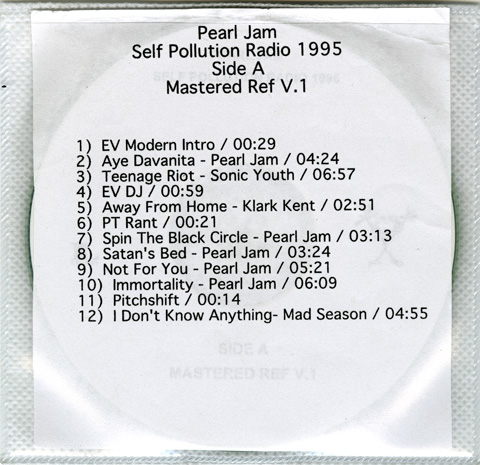 Pearl Jam
Self Pollution Radio 1995
Side A
Mastered Ref V.1
1) EV Modern Intro / 00:29
2) Aye Davanita - Pearl Jam / 04:24
3) Teenage Riot - Sonic Youth / 06:57
4) EV DJ / 00:59
5) Away From Home - Klark Kent / 02:51
6) PT Rant / 00:21
7) Spin The Black Circle - Pearl Jam / 03:13
8) Satan's Bed - Pearl Jam / 03:24
9) Not For You - Pearl Jam / 05:21
10) Immortality - Pearl Jam / 06:09
11) Pitchshift / 00:14
12) I Don't Know Anything- Mad Season / 04:55
SIDE A
MASTERED REF V.1